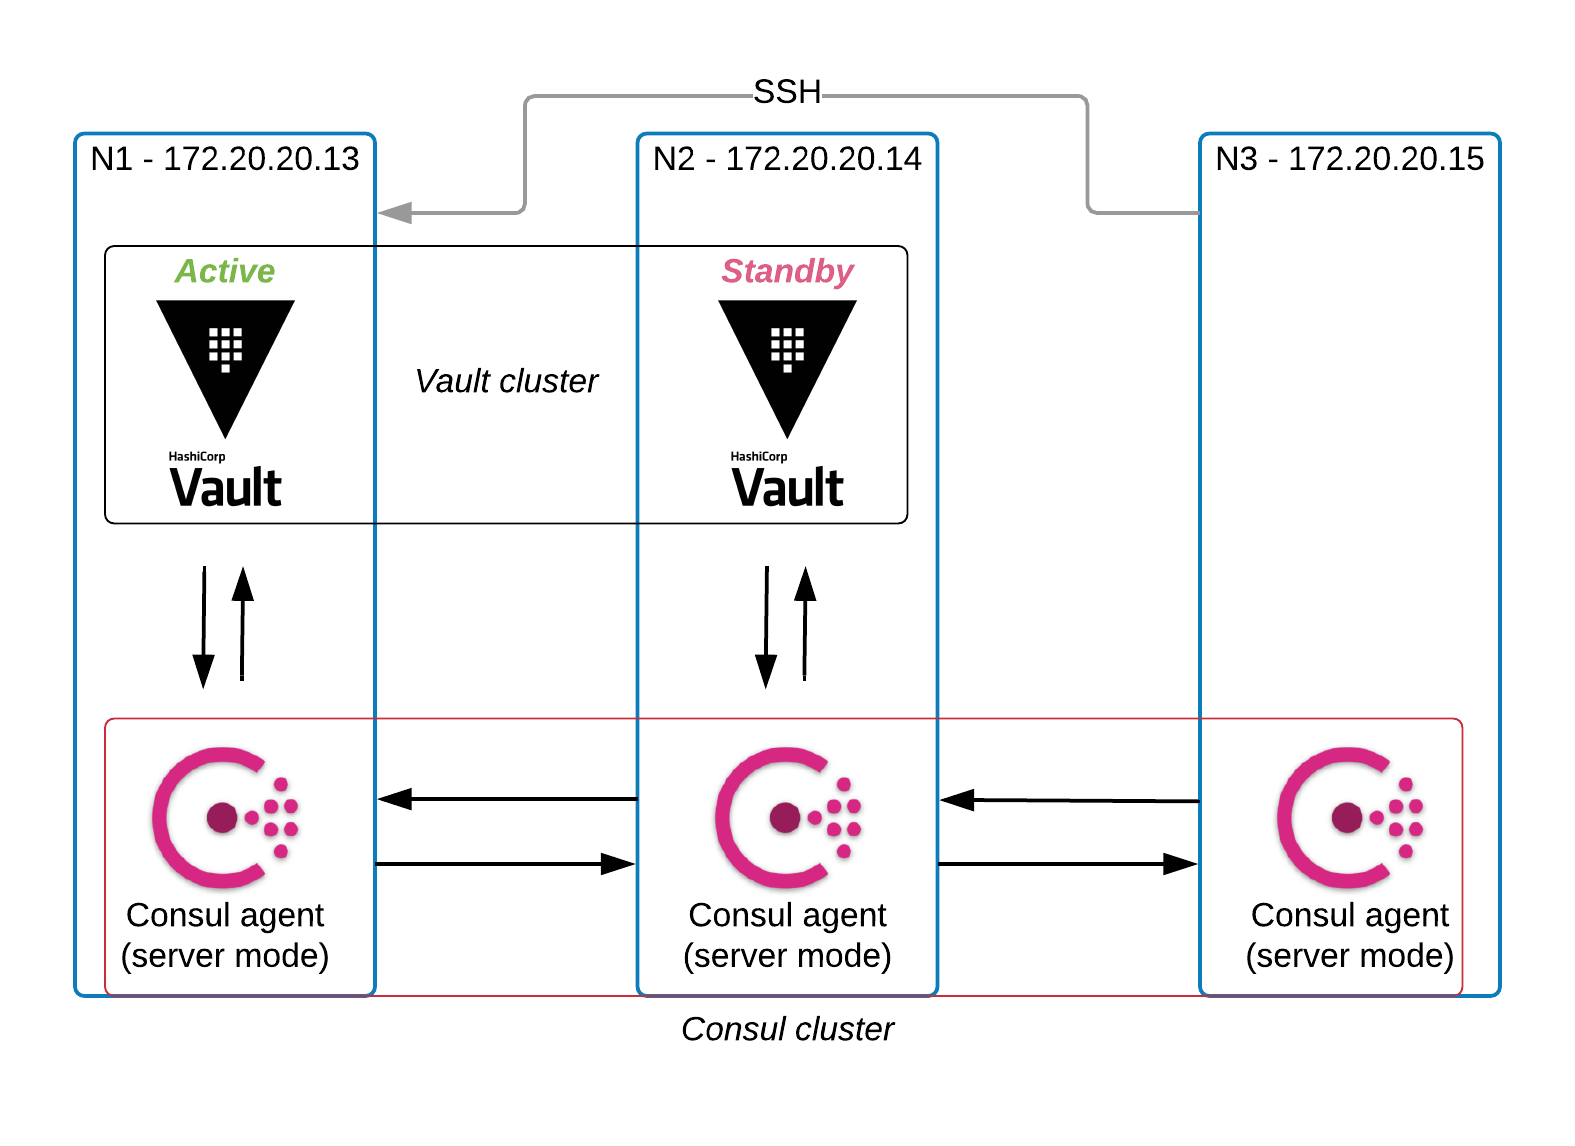 SSH
N1 - 172.20.20.13
N2 - 172.20.20.14
N3 - 172.20.20.15
Active
Standby
Vault cluster
HashiCorp
Vault
HashiCorp
Vault
Consul agent
(server mode)
Consul agent
(server mode)
Consul agent
(server mode)
Consul cluster